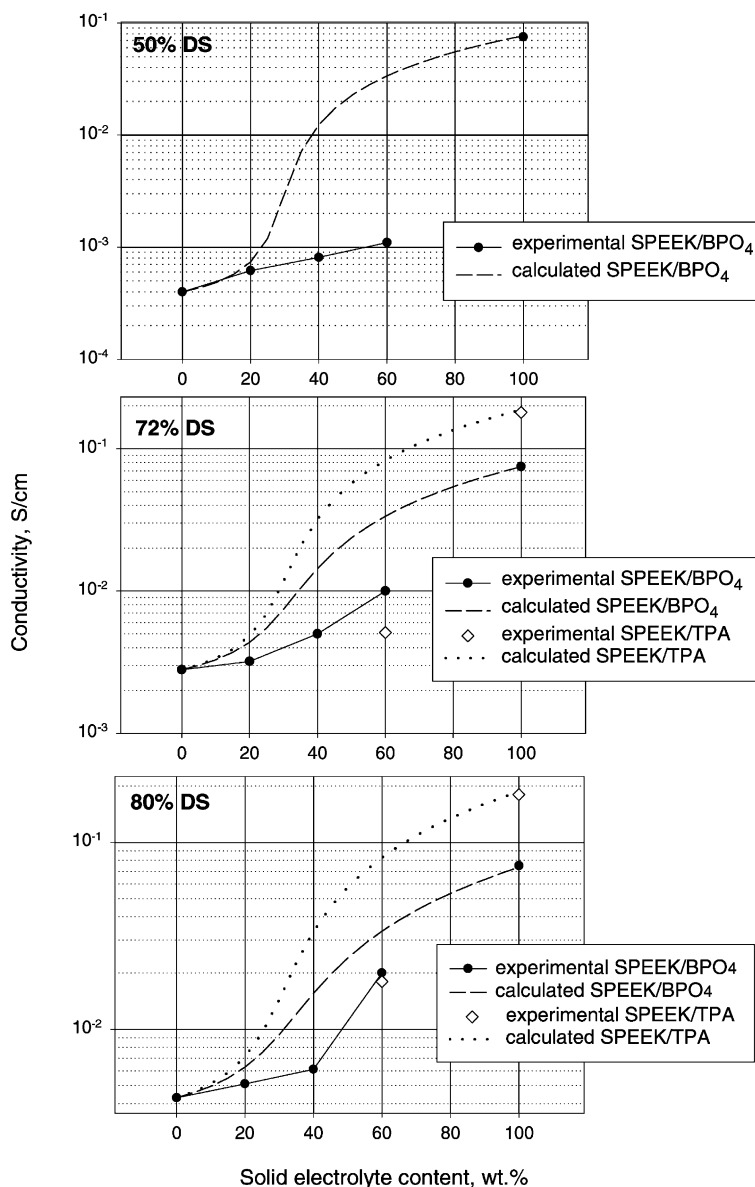 50% DS
10⁻¹
10⁻²
10⁻³
10⁻⁴
experimental SPEEK/BPO₄
calculated SPEEK/BPO₄
0 20 40 60 80 100
72% DS
10⁻¹
10⁻²
10⁻³
Conductivity, S/cm
experimental SPEEK/BPO₄
calculated SPEEK/BPO₄
experimental SPEEK/TPA
calculated SPEEK/TPA
0 20 40 60 80 100
80% DS
10⁻¹
10⁻²
experimental SPEEK/BPO4
calculated SPEEK/BPO4
experimental SPEEK/TPA
calculated SPEEK/TPA
0 20 40 60 80 100
Solid electrolyte content, wt.%